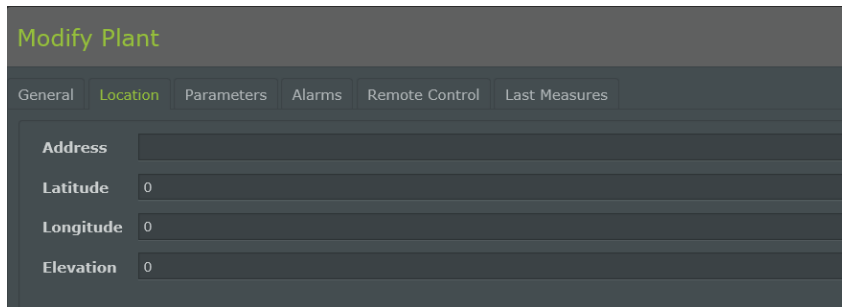 Modify Plant
General Location Parameters Alarms Remote Control Last Measures
Address
Latitude 0
Longitude 0
Elevation 0